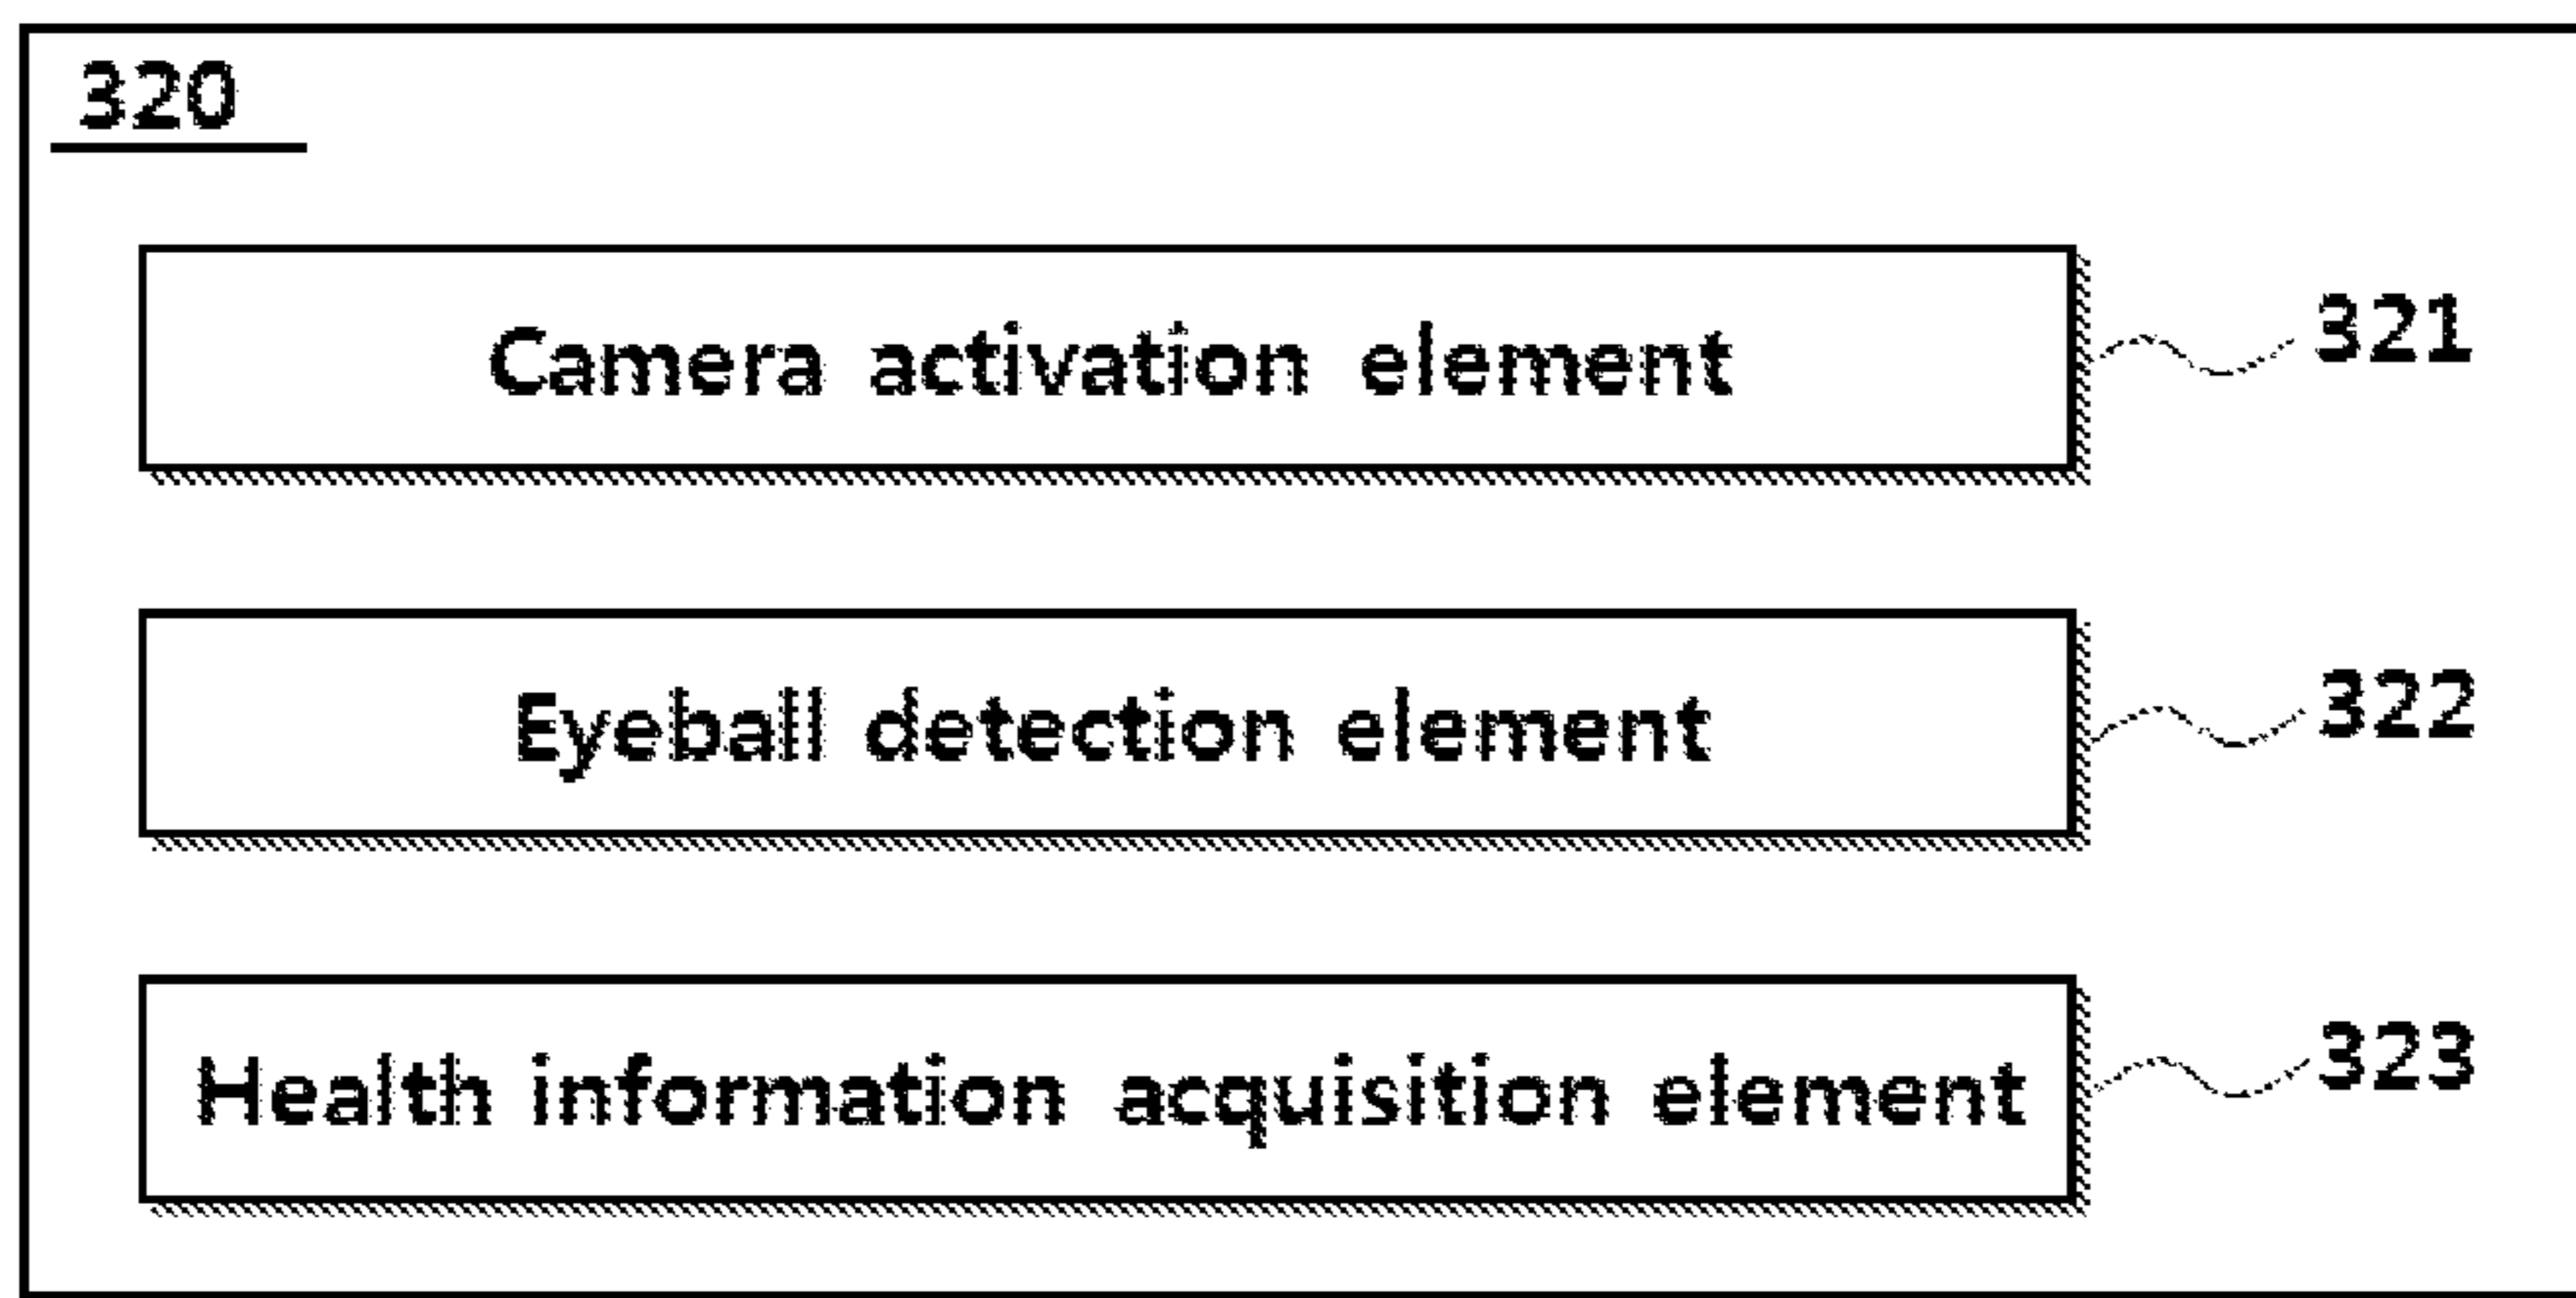 320
Camera activation element
321
Eyeball detection element
322
Health information acquisition element
323